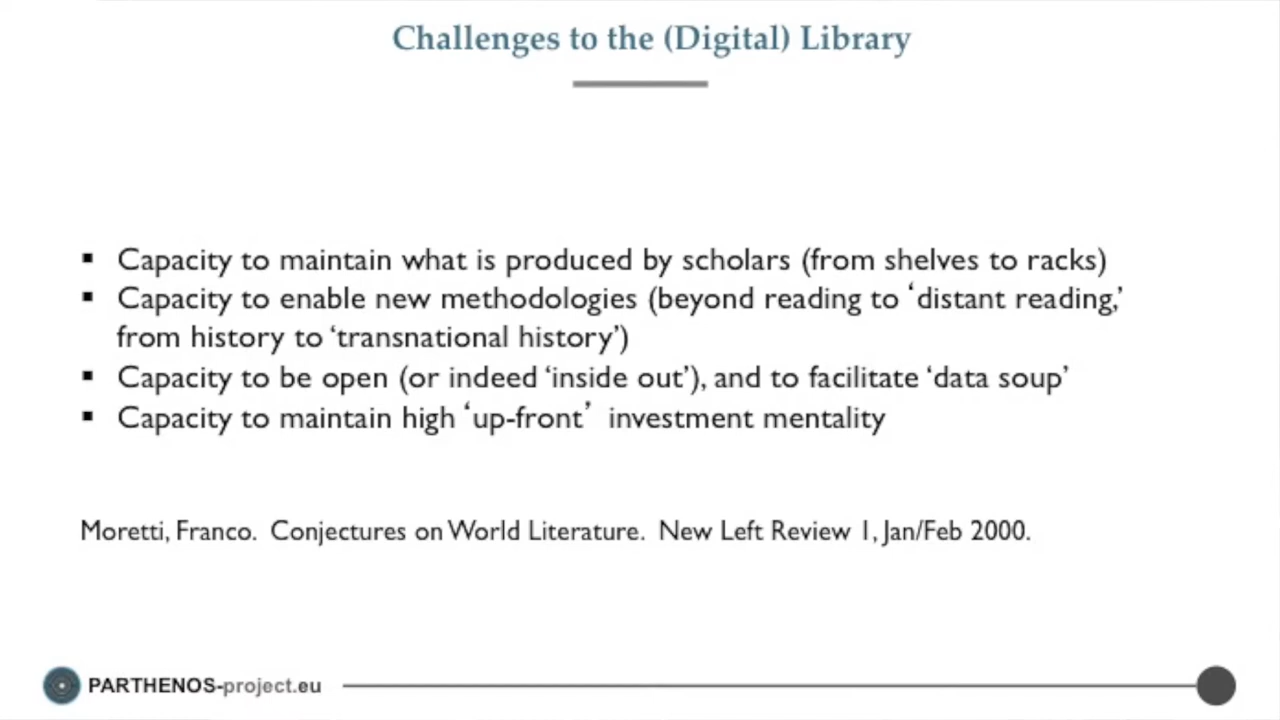 Challenges to the (Digital) Library
▪ Capacity to maintain what is produced by scholars (from shelves to racks)
▪ Capacity to enable new methodologies (beyond reading to ‘distant reading,’
from history to ‘transnational history’)
▪ Capacity to be open (or indeed ‘inside out’), and to facilitate ‘data soup’
▪ Capacity to maintain high ‘up-front’ investment mentality
Moretti, Franco. Conjectures on World Literature. New Left Review 1, Jan/Feb 2000.
PARTHENOS-project.eu